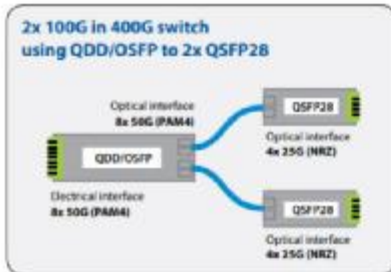 2x 100G in 400G switch
using QDD/OSFP to 2x QSFP28
Optical interface
8x 50G (PAM4)
QSFP28
Optical interface
4x 25G (NRZ)
QDD/OSFP
Electrical interface
8x 50G (PAM4)
QSFP28
Optical interface
4x 25G (NRZ)